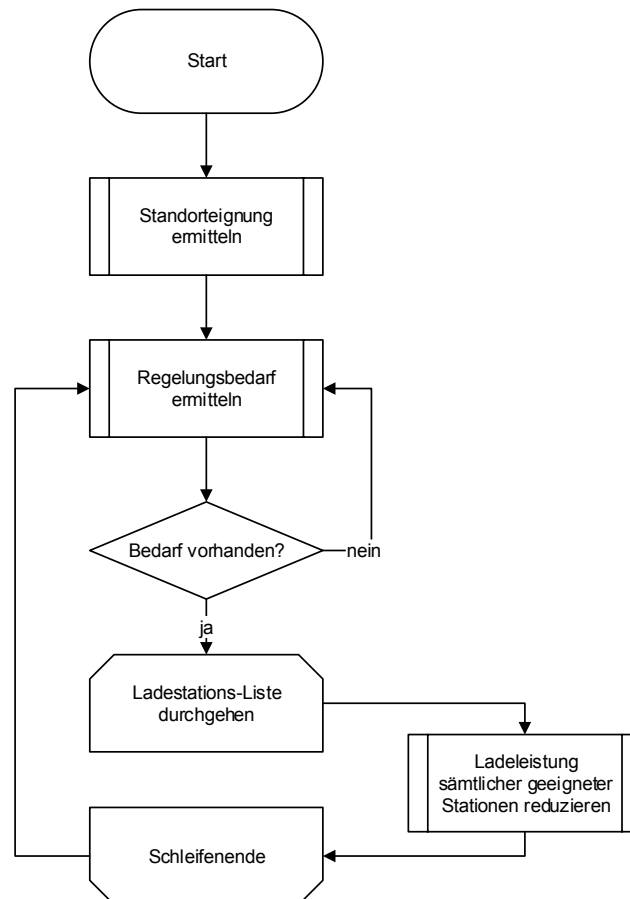 Start
Standorteignung
ermitteln
Regelungsbedarf
ermitteln
Bedarf vorhanden?
nein
ja
Ladestations-Liste
durchgehen
Ladeleistung
sämtlicher geeigneter
Stationen reduzieren
Schleifenende